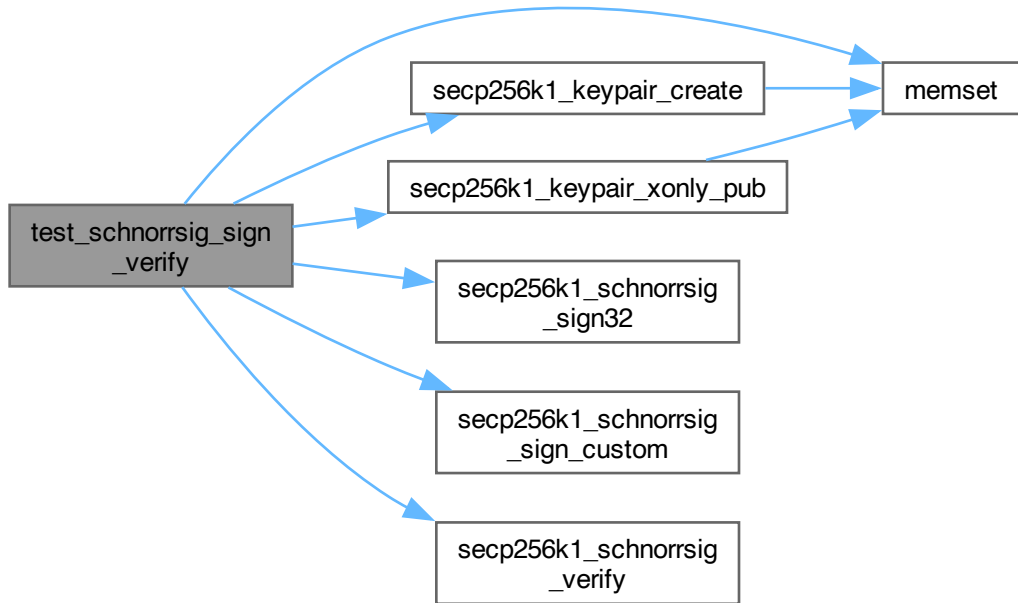 secp256k1_keypair_create
memset
secp256k1_keypair_xonly_pub
test_schnorrsig_sign
_verify
secp256k1_schnorrsig
_sign32
secp256k1_schnorrsig
_sign_custom
secp256k1_schnorrsig
_verify